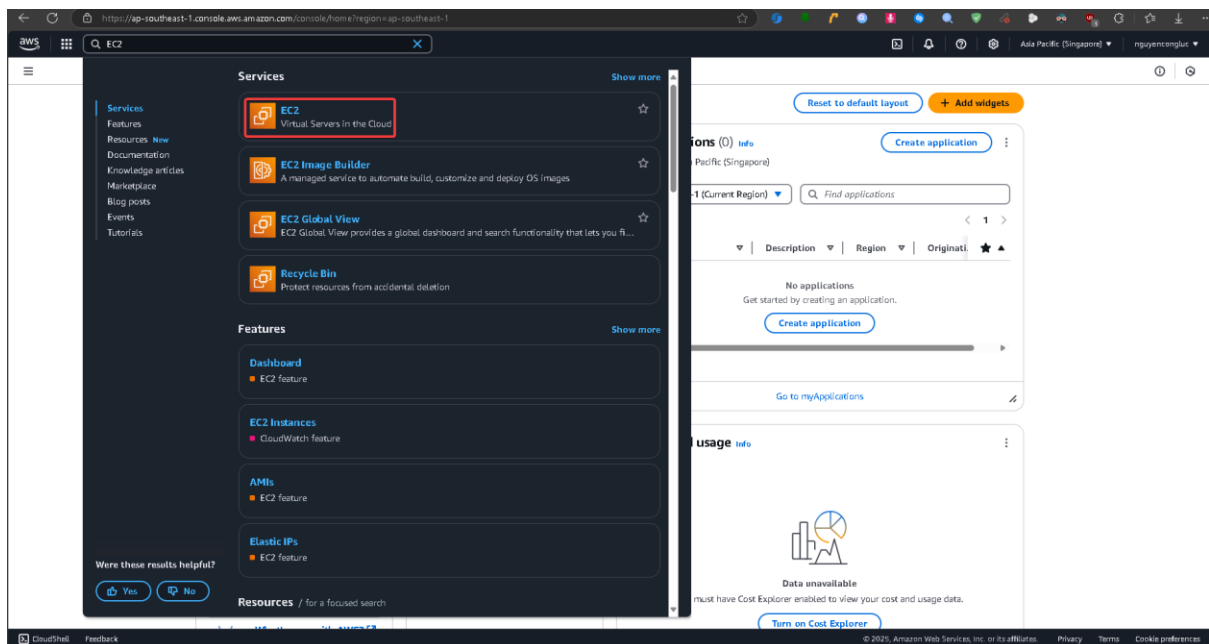 https://ap-southeast-1.console.aws.amazon.com/console/home?region=ap-southeast-1
aws
EC2
Asia Pacific (Singapore)
nguyencongluc
Services
Show more
Services
Features
Resources New
Documentation
Knowledge articles
Marketplace
Blog posts
Events
Tutorials
EC2
Virtual Servers in the Cloud
EC2 Image Builder
A managed service to automate build, customize and deploy OS images
EC2 Global View
EC2 Global View provides a global dashboard and search functionality that lets you fi...
Recycle Bin
Protect resources from accidental deletion
Features
Show more
Dashboard
EC2 feature
EC2 Instances
CloudWatch feature
AMIs
EC2 feature
Elastic IPs
EC2 feature
Were these results helpful?
Yes
No
Resources / for a focused search
Reset to default layout
+ Add widgets
ions (0) Info
Create application
Pacific (Singapore)
-1 (Current Region)
Find applications
1
Description
Region
Originati.
No applications
Get started by creating an application.
Create application
Go to myApplications
usage Info
Data unavailable
must have Cost Explorer enabled to view your cost and usage data.
Turn on Cost Explorer
CloudShell
Feedback
© 2025, Amazon Web Services, Inc. or its affiliates.
Privacy
Terms
Cookie preferences